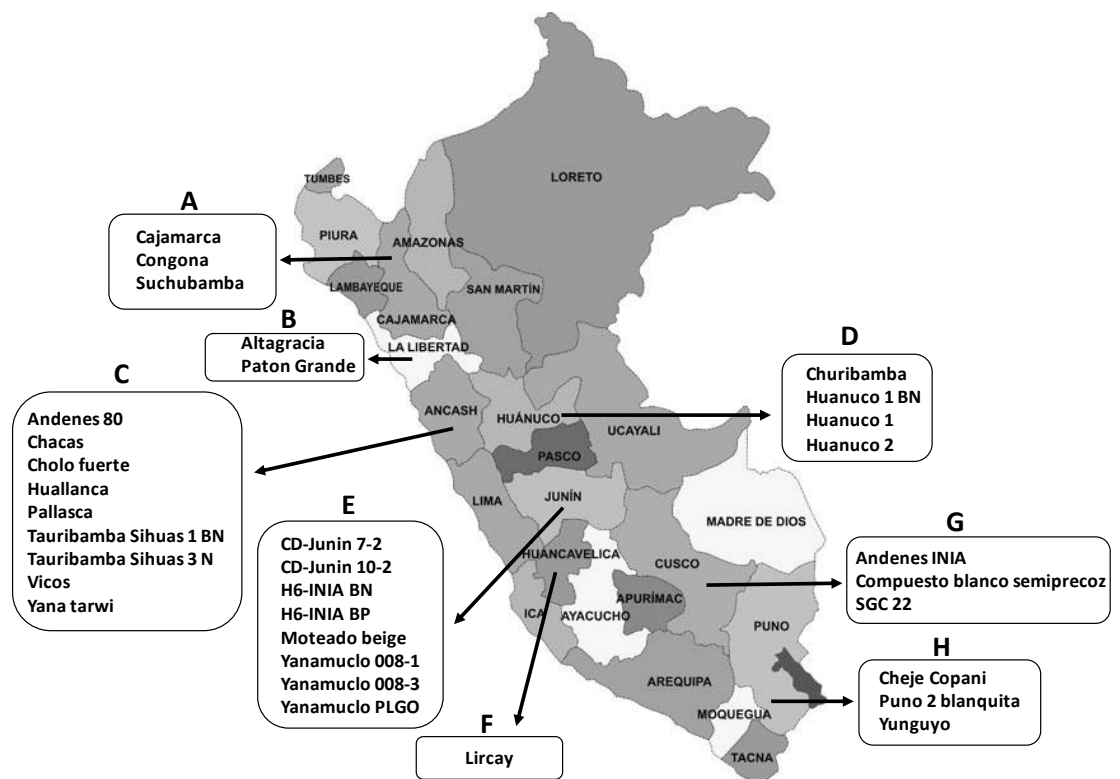 LORETO
TUMBES
A
Cajamarca
Congona
Suchubamba
PIURA
AMAZONAS
LAMBAYEQUE
SAN MARTÍN
CAJAMARCA
B
Altagracia
Paton Grande
LA LIBERTAD
D
Churibamba
Huanuco 1 BN
Huanuco 1
Huanuco 2
C
Andenes 80
Chacas
Cholo fuerte
Huallanca
Pallasca
Tauribamba Sihuas 1 BN
Tauribamba Sihuas 3 N
Vicos
Yana tarwi
ANCASH
HUÁNUCO
UCAYALI
PASCO
LIMA
JUNÍN
MADRE DE DIOS
E
CD-Junin 7-2
CD-Junin 10-2
H6-INIA BN
H6-INIA BP
Moteado beige
Yanamuclo 008-1
Yanamuclo 008-3
Yanamuclo PLGO
HUANCAVELICA
CUSCO
G
Andenes INIA
Compuesto blanco semiprecoz
SGC 22
ICA
AYACUCHO
APURÍMAC
PUNO
H
Cheje Copani
Puno 2 blanquita
Yunguyo
AREQUIPA
MOQUEGUA
F
Lircay
TACNA